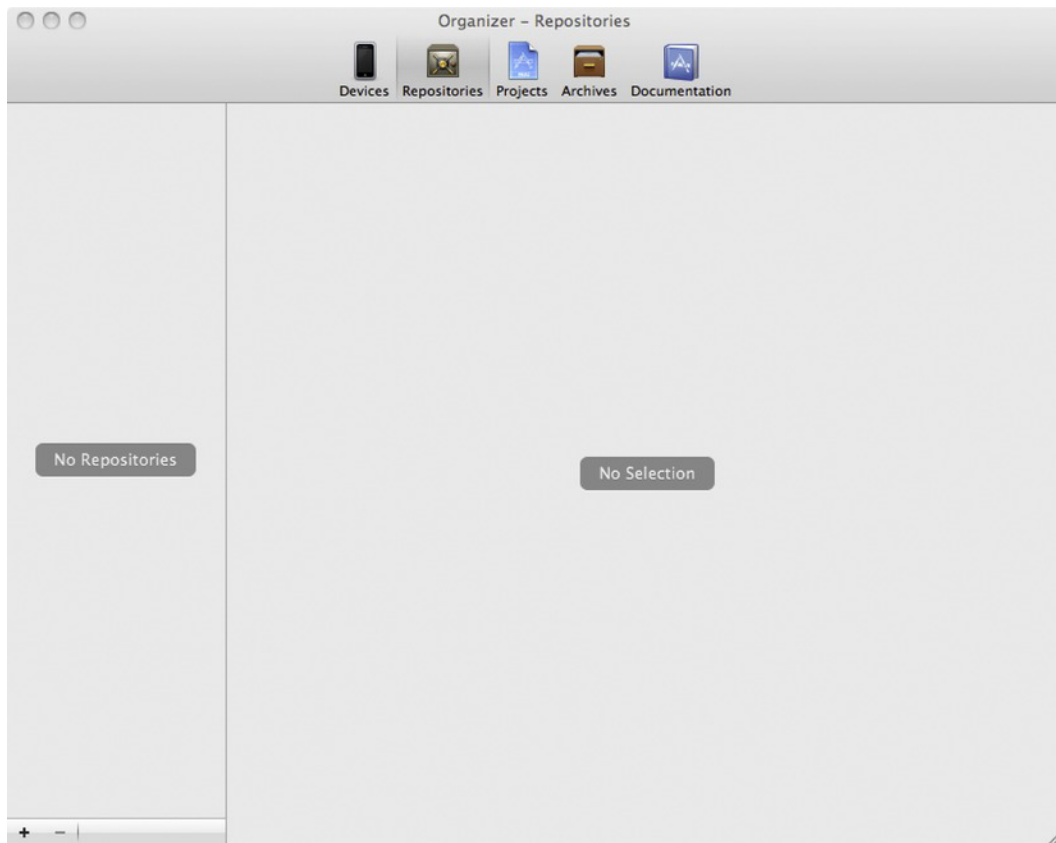 Organizer – Repositories
Devices Repositories Projects Archives Documentation
No Repositories
No Selection
+ −